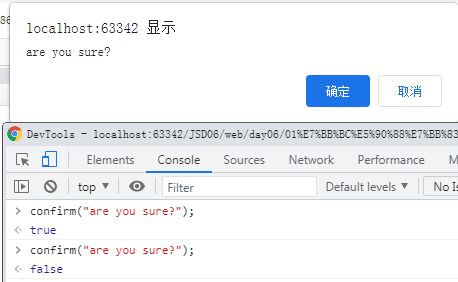 86
localhost:63342 显示
are you sure?
确定
取消
DevTools - localhost:63342/JSD06/web/day06/01%E7%BB%BC%E5%90%88%E7%BB%83
Elements Console Sources Network Performance M
top Filter Default levels No Is
> confirm("are you sure?");
true
> confirm("are you sure?");
false